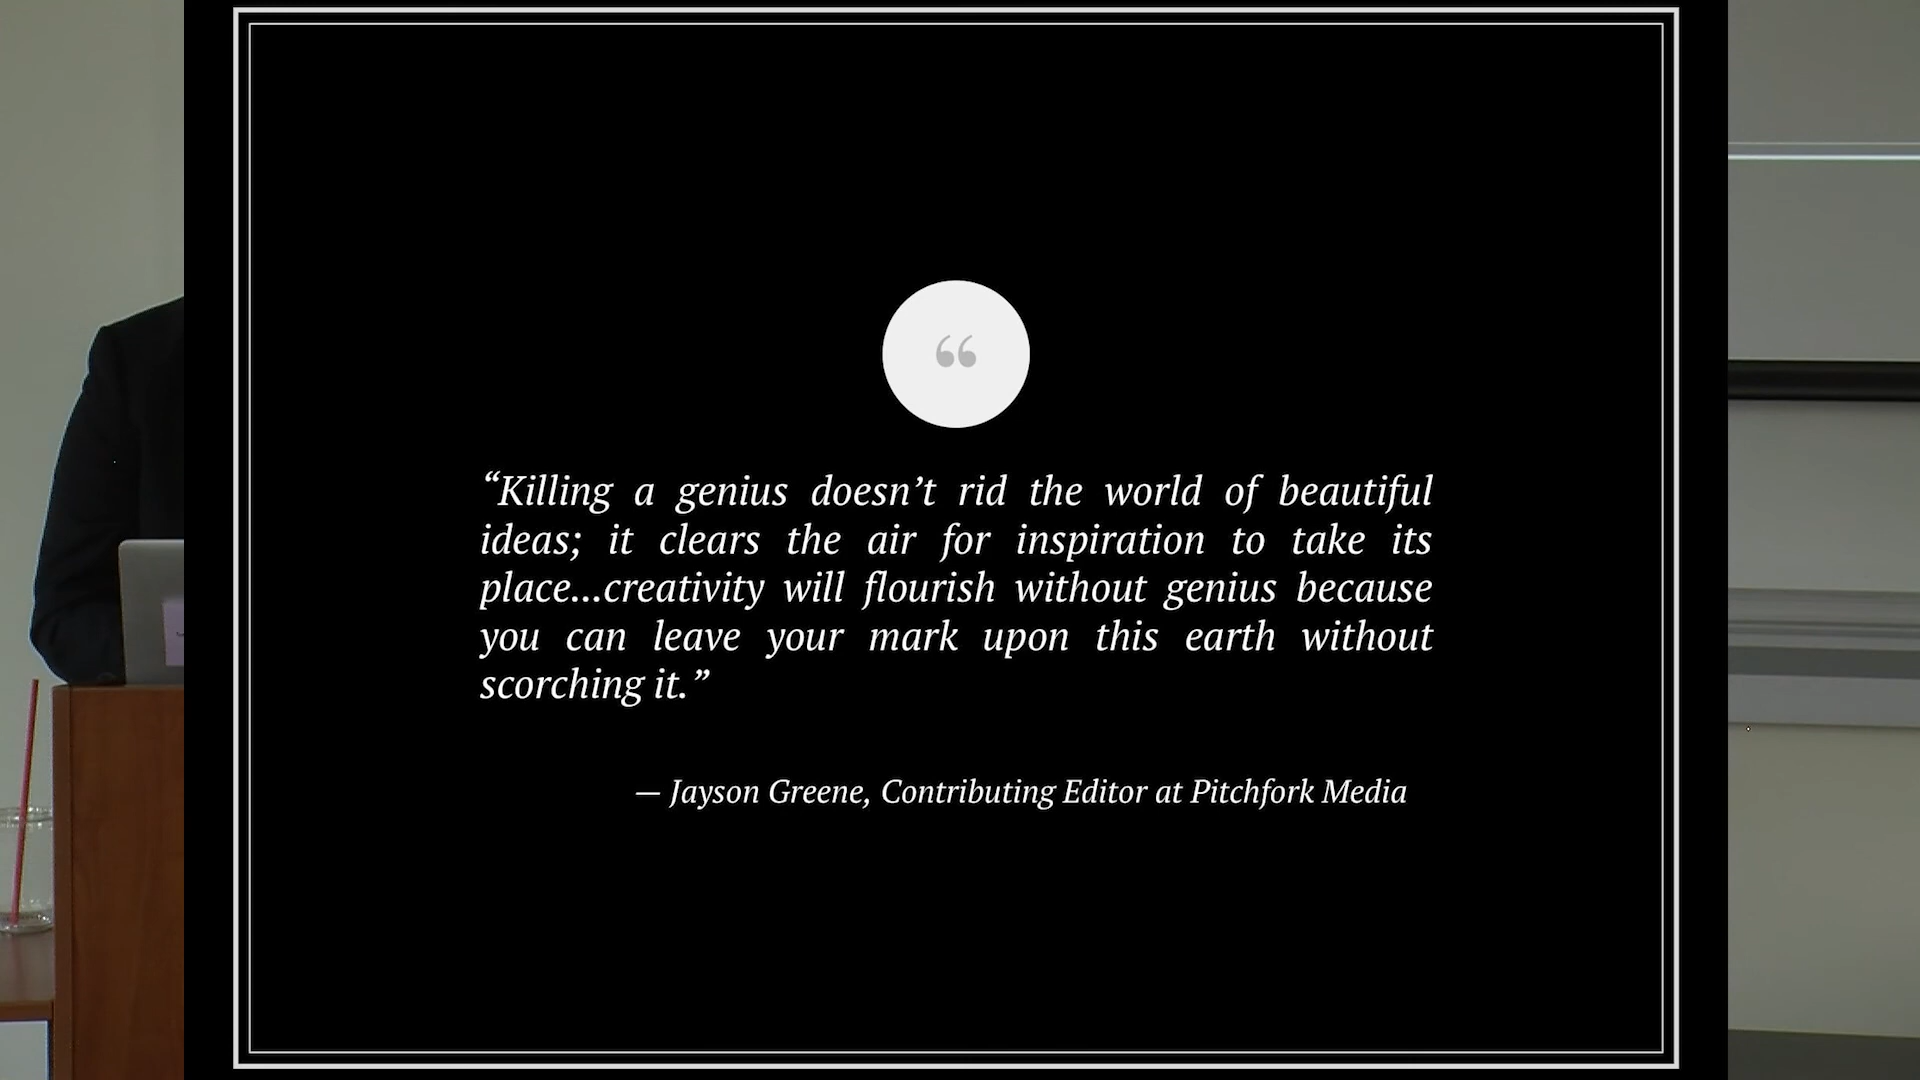 “
“Killing a genius doesn’t rid the world of beautiful
ideas; it clears the air for inspiration to take its
place...creativity will flourish without genius because
you can leave your mark upon this earth without
scorching it.”
— Jayson Greene, Contributing Editor at Pitchfork Media